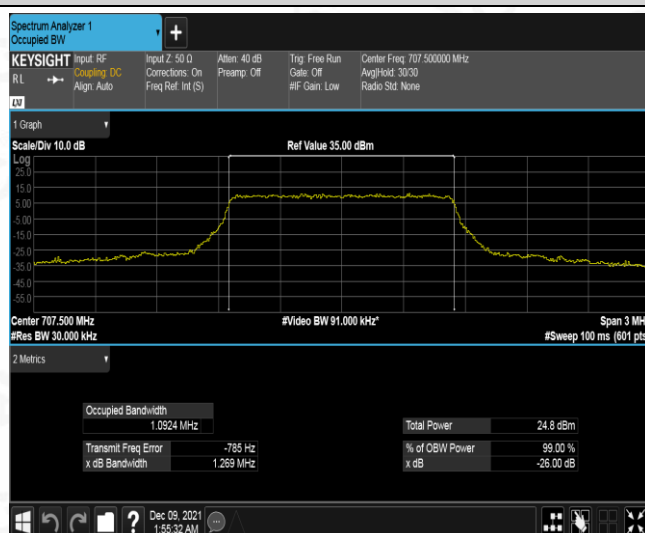 Spectrum Analyzer 1
Occupied BW
+
KEYSIGHT Input: RF Input Z: 50 Ω Atten: 40 dB Trig: Free Run Center Freq: 707.500000 MHz
RL Coupling: DC Corrections: On Preamp: Off Gate: Off Avg|Hold: 30/30
Align: Auto Freq Ref: Int (S) #IF Gain: Low Radio Std: None
LXI
1 Graph
Scale/Div 10.0 dB Ref Value 35.00 dBm
Log
25.0
15.0
5.00
-5.00
-15.0
-25.0
-35.0
-45.0
-55.0
Center 707.500 MHz #Video BW 91.000 kHz* Span 3 MH
#Res BW 30.000 kHz #Sweep 100 ms (601 pts
2 Metrics
Occupied Bandwidth
1.0924 MHz Total Power 24.8 dBm
Transmit Freq Error -785 Hz % of OBW Power 99.00 %
x dB Bandwidth 1.269 MHz x dB -26.00 dB
? Dec 09, 2021
1:55:32 AM